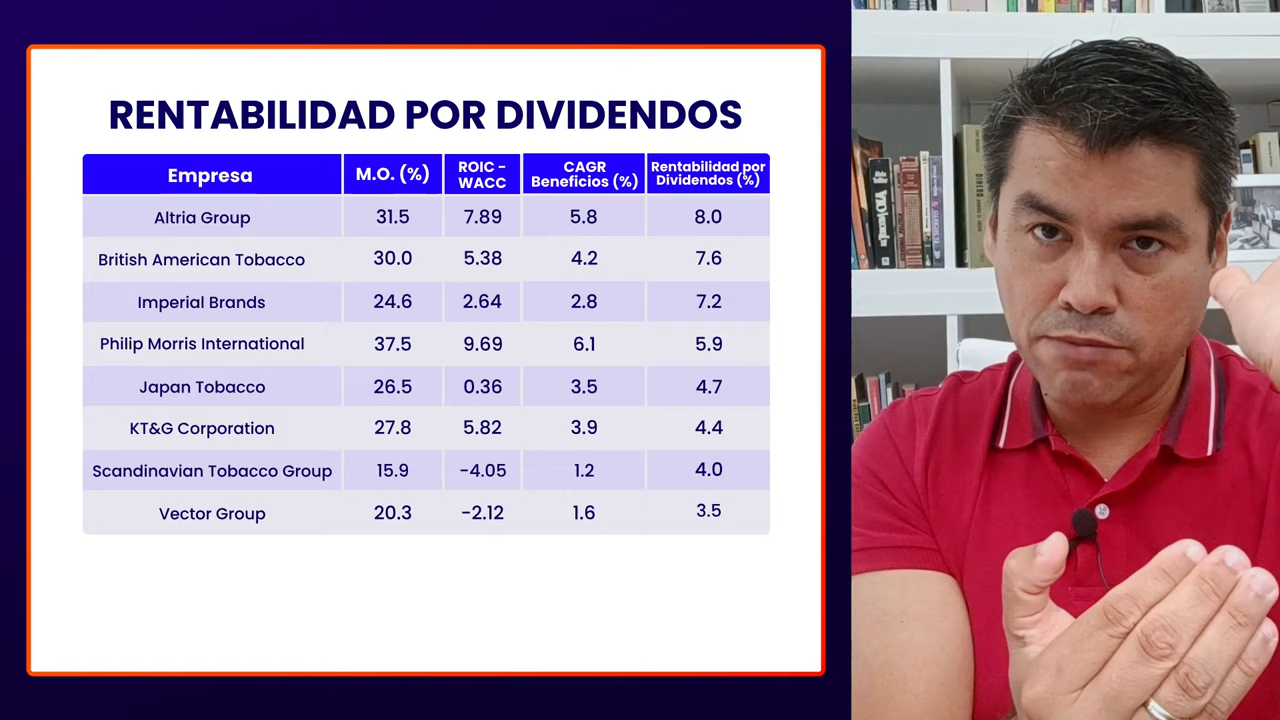 RENTABILIDAD POR DIVIDENDOS
Empresa M.O. (%) ROIC - WACC CAGR Beneficios (%) Rentabilidad por Dividendos (%)
Altria Group 31.5 7.89 5.8 8.0
British American Tobacco 30.0 5.38 4.2 7.6
Imperial Brands 24.6 2.64 2.8 7.2
Philip Morris International 37.5 9.69 6.1 5.9
Japan Tobacco 26.5 0.36 3.5 4.7
KT&G Corporation 27.8 5.82 3.9 4.4
Scandinavian Tobacco Group 15.9 -4.05 1.2 4.0
Vector Group 20.3 -2.12 1.6 3.5